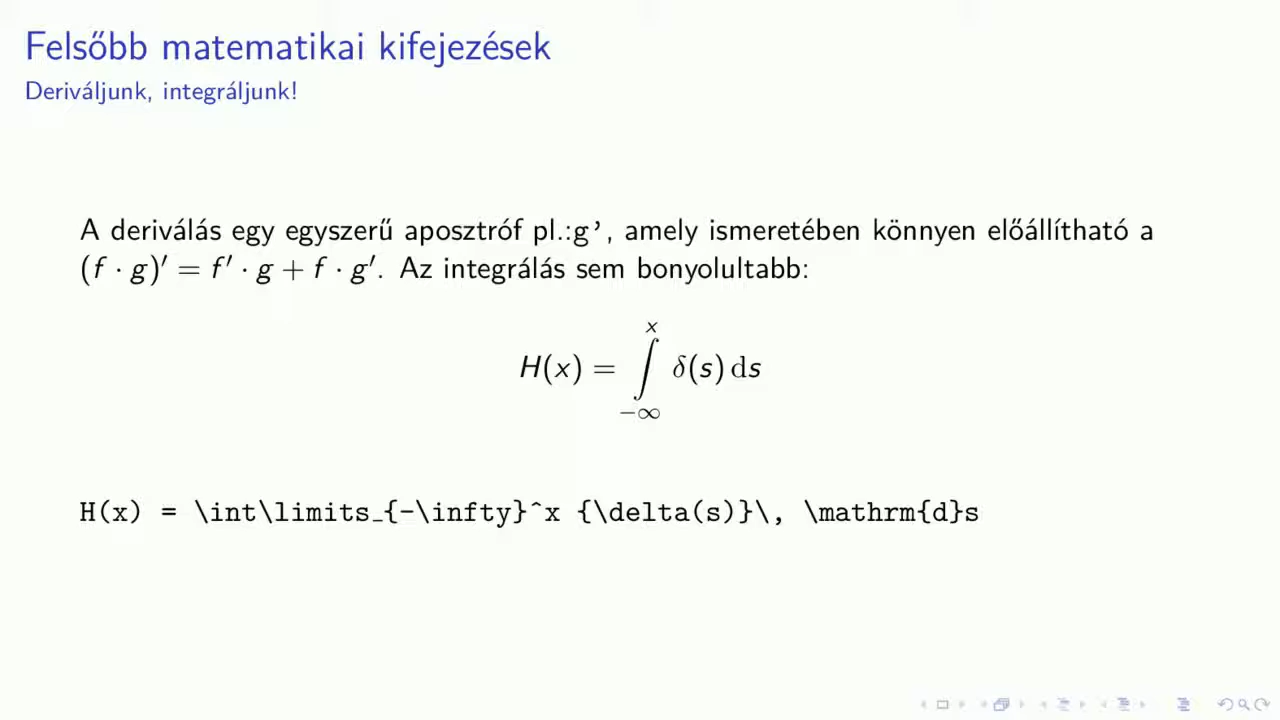 Felsőbb matematikai kifejezések
Deriváljunk, integráljunk!
A deriválás egy egyszerű aposztróf pl.:g’, amely ismeretében könnyen előállítható a
(f · g)′ = f′ · g + f · g′. Az integrálás sem bonyolultabb:
H(x) = ∫_{−∞}^{x} δ(s) ds
H(x) = \int\limits_{-\infty}^x {\delta(s)}\, \mathrm{d}s